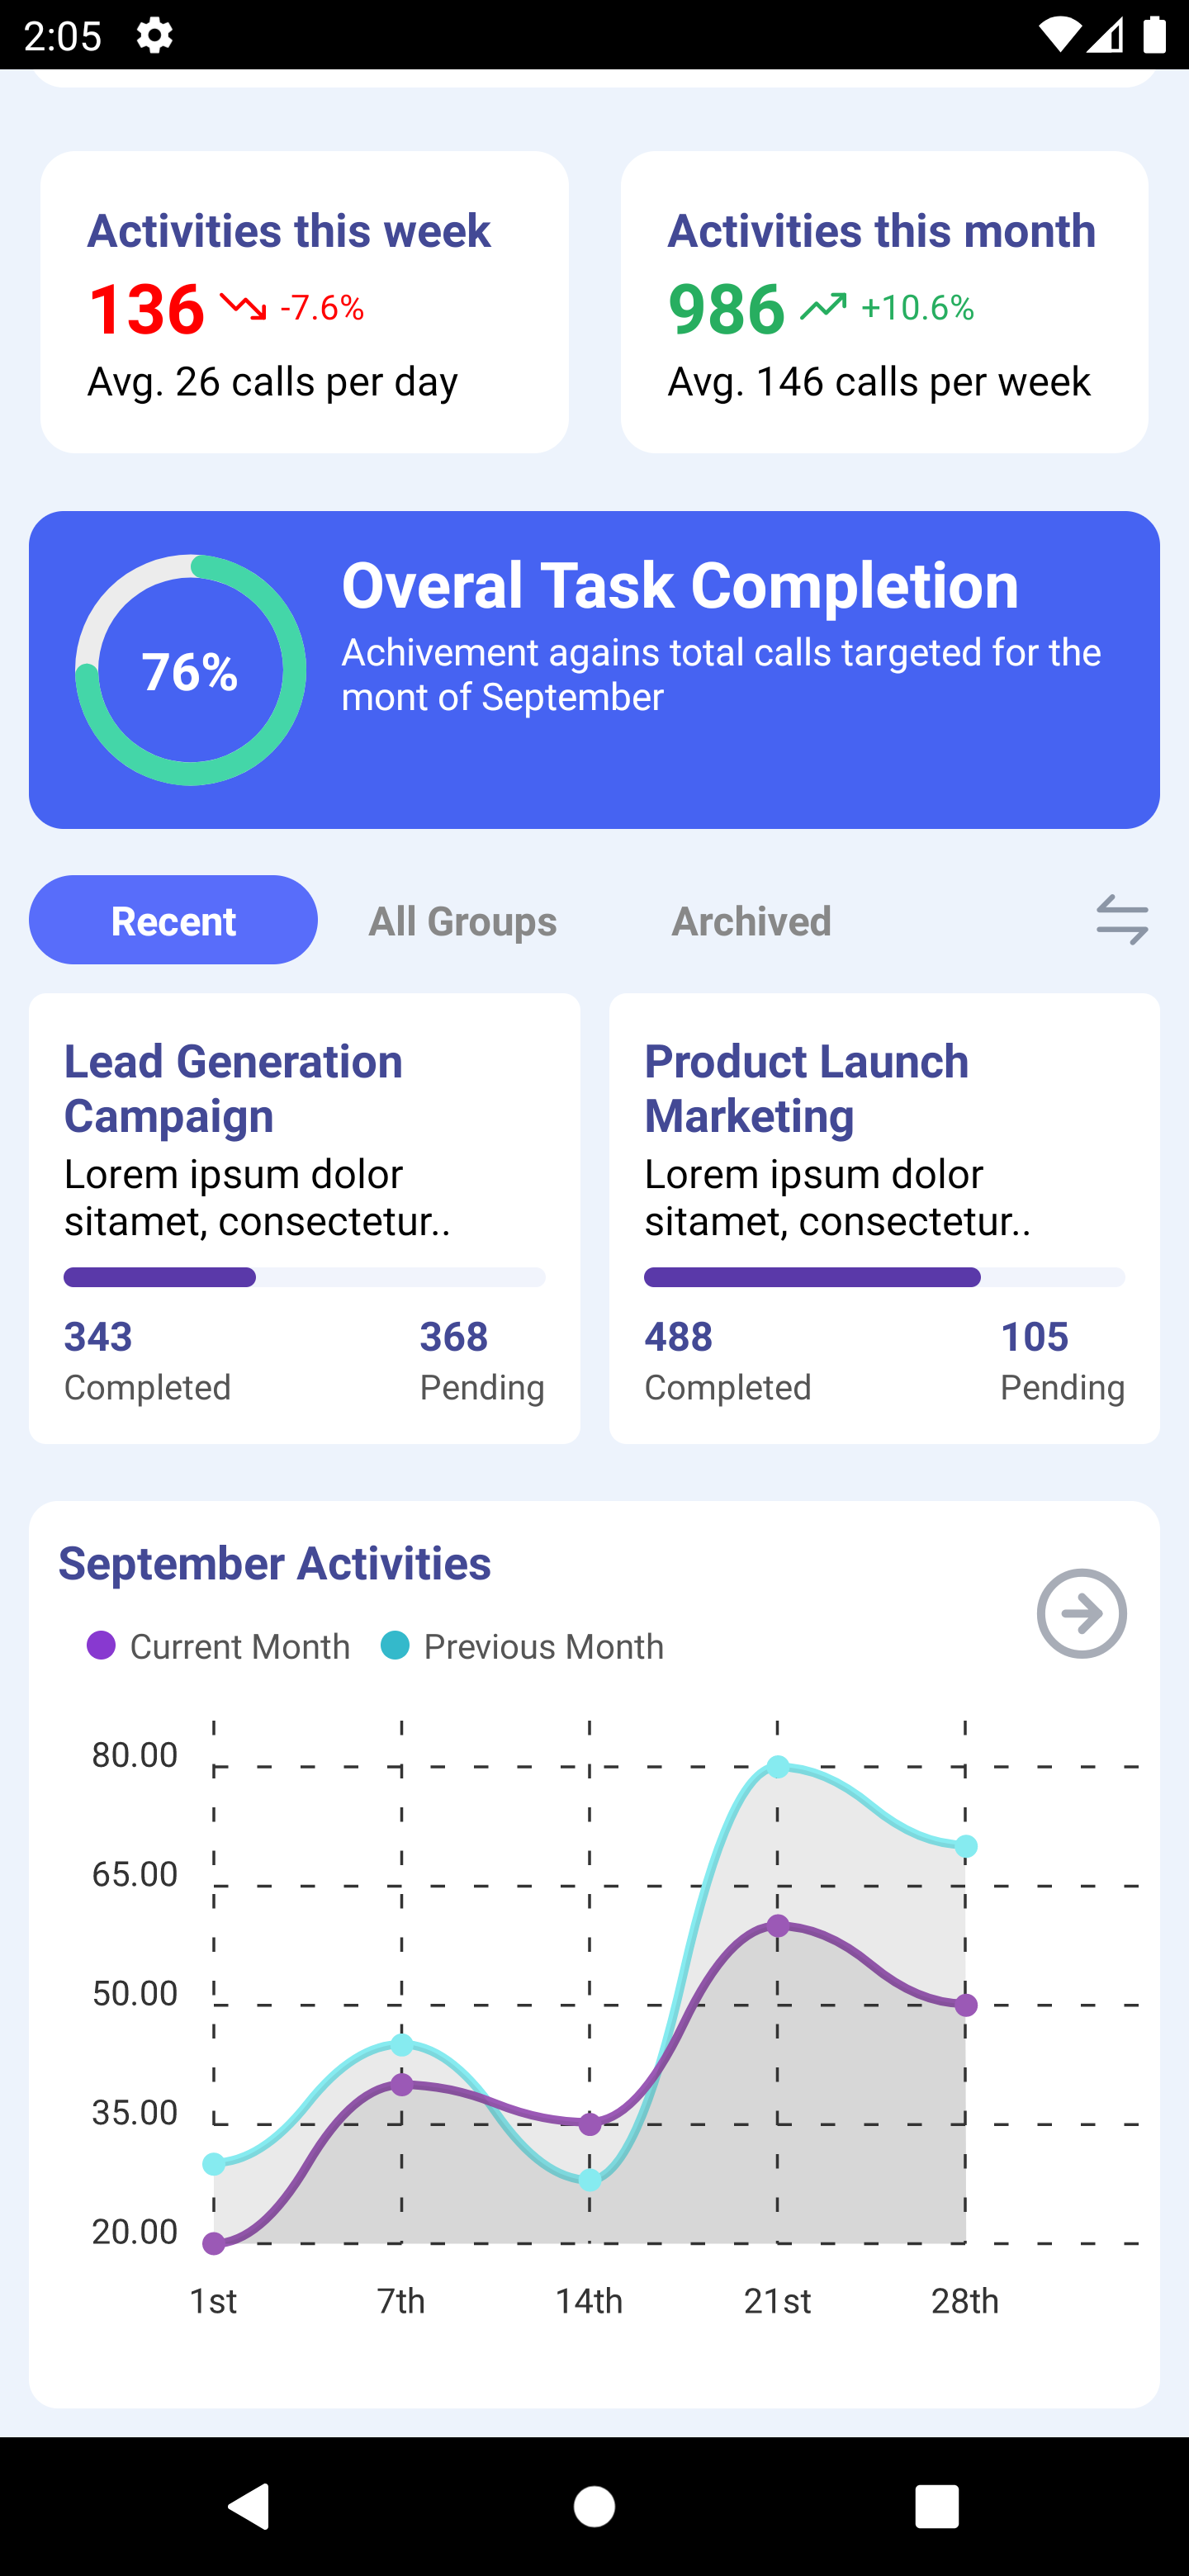 2:05
Activities this week
136 -7.6%
Avg. 26 calls per day
Activities this month
986 +10.6%
Avg. 146 calls per week
76%
Overal Task Completion
Achivement agains total calls targeted for the
mont of September
Recent
All Groups
Archived
Lead Generation
Campaign
Lorem ipsum dolor
sitamet, consectetur..
343
368
Completed
Pending
Product Launch
Marketing
Lorem ipsum dolor
sitamet, consectetur..
488
105
Completed
Pending
September Activities
Current Month
Previous Month
80.00
65.00
50.00
35.00
20.00
1st
7th
14th
21st
28th